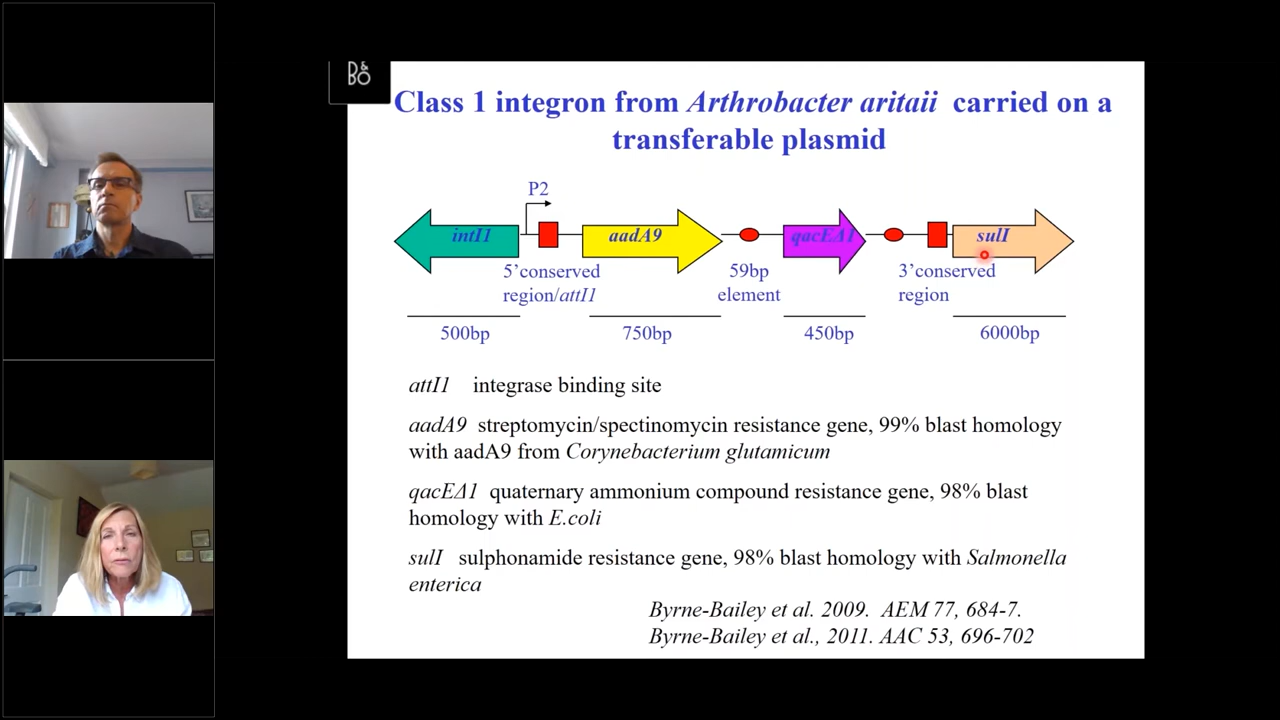 B&O
Class 1 integron from Arthrobacter aritaii carried on a
transferable plasmid
P2
intI1
aadA9
qacEΔ1
sulI
5’conserved
region/attI1
59bp
element
3’conserved
region
500bp
750bp
450bp
6000bp
attI1 integrase binding site
aadA9 streptomycin/spectinomycin resistance gene, 99% blast homology
with aadA9 from Corynebacterium glutamicum
qacEΔ1 quaternary ammonium compound resistance gene, 98% blast
homology with E.coli
sulI sulphonamide resistance gene, 98% blast homology with Salmonella
enterica
Byrne-Bailey et al. 2009. AEM 77, 684-7.
Byrne-Bailey et al., 2011. AAC 53, 696-702